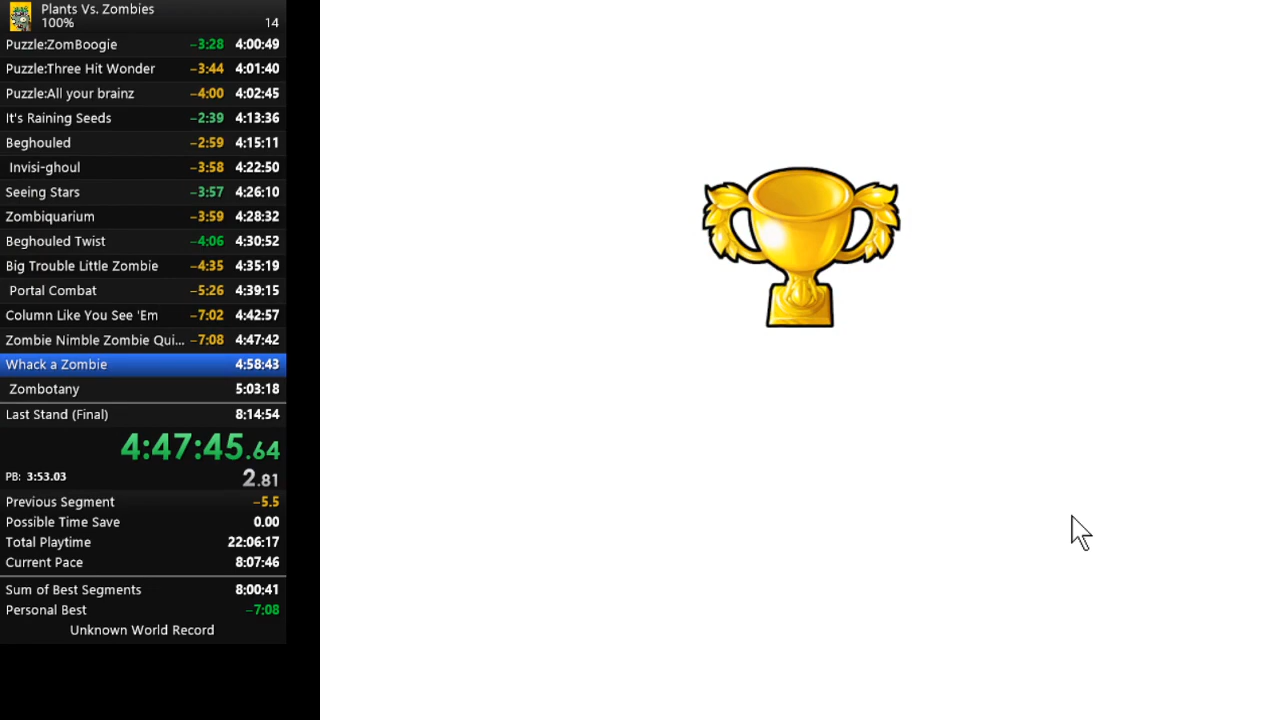 Plants Vs. Zombies
100% 14
Puzzle:ZomBoogie −3:28 4:00:49
Puzzle:Three Hit Wonder −3:44 4:01:40
Puzzle:All your brainz −4:00 4:02:45
It's Raining Seeds −2:39 4:13:36
Beghouled −2:59 4:15:11
Invisi-ghoul −3:58 4:22:50
Seeing Stars −3:57 4:26:10
Zombiquarium −3:59 4:28:32
Beghouled Twist −4:06 4:30:52
Big Trouble Little Zombie −4:35 4:35:19
Portal Combat −5:26 4:39:15
Column Like You See 'Em −7:02 4:42:57
Zombie Nimble Zombie Qui... −7:08 4:47:42
Whack a Zombie 4:58:43
Zombotany 5:03:18
Last Stand (Final) 8:14:54
4:47:45.64
PB: 3:53.03 2.81
Previous Segment −5.5
Possible Time Save 0.00
Total Playtime 22:06:17
Current Pace 8:07:46
Sum of Best Segments 8:00:41
Personal Best −7:08
Unknown World Record